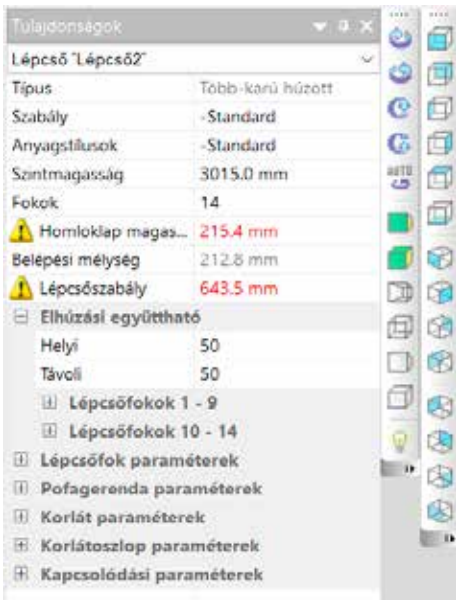 Tulajdonságok
Lépcső "Lépcső2"
Típus Több-karú húzott
Szabály -Standard
Anyagstílusok -Standard
Szintmagasság 3015.0 mm
Fokok 14
Homloklap magas... 215.4 mm
Belépési mélység 212.8 mm
Lépcsőszabály 643.5 mm
Elhúzási együttható
Helyi 50
Távoli 50
Lépcsőfokok 1 - 9
Lépcsőfokok 10 - 14
Lépcsőfok paraméterek
Pofagerenda paraméterek
Korlát paraméterek
Korlátoszlop paraméterek
Kapcsolódási paraméterek
AUTO